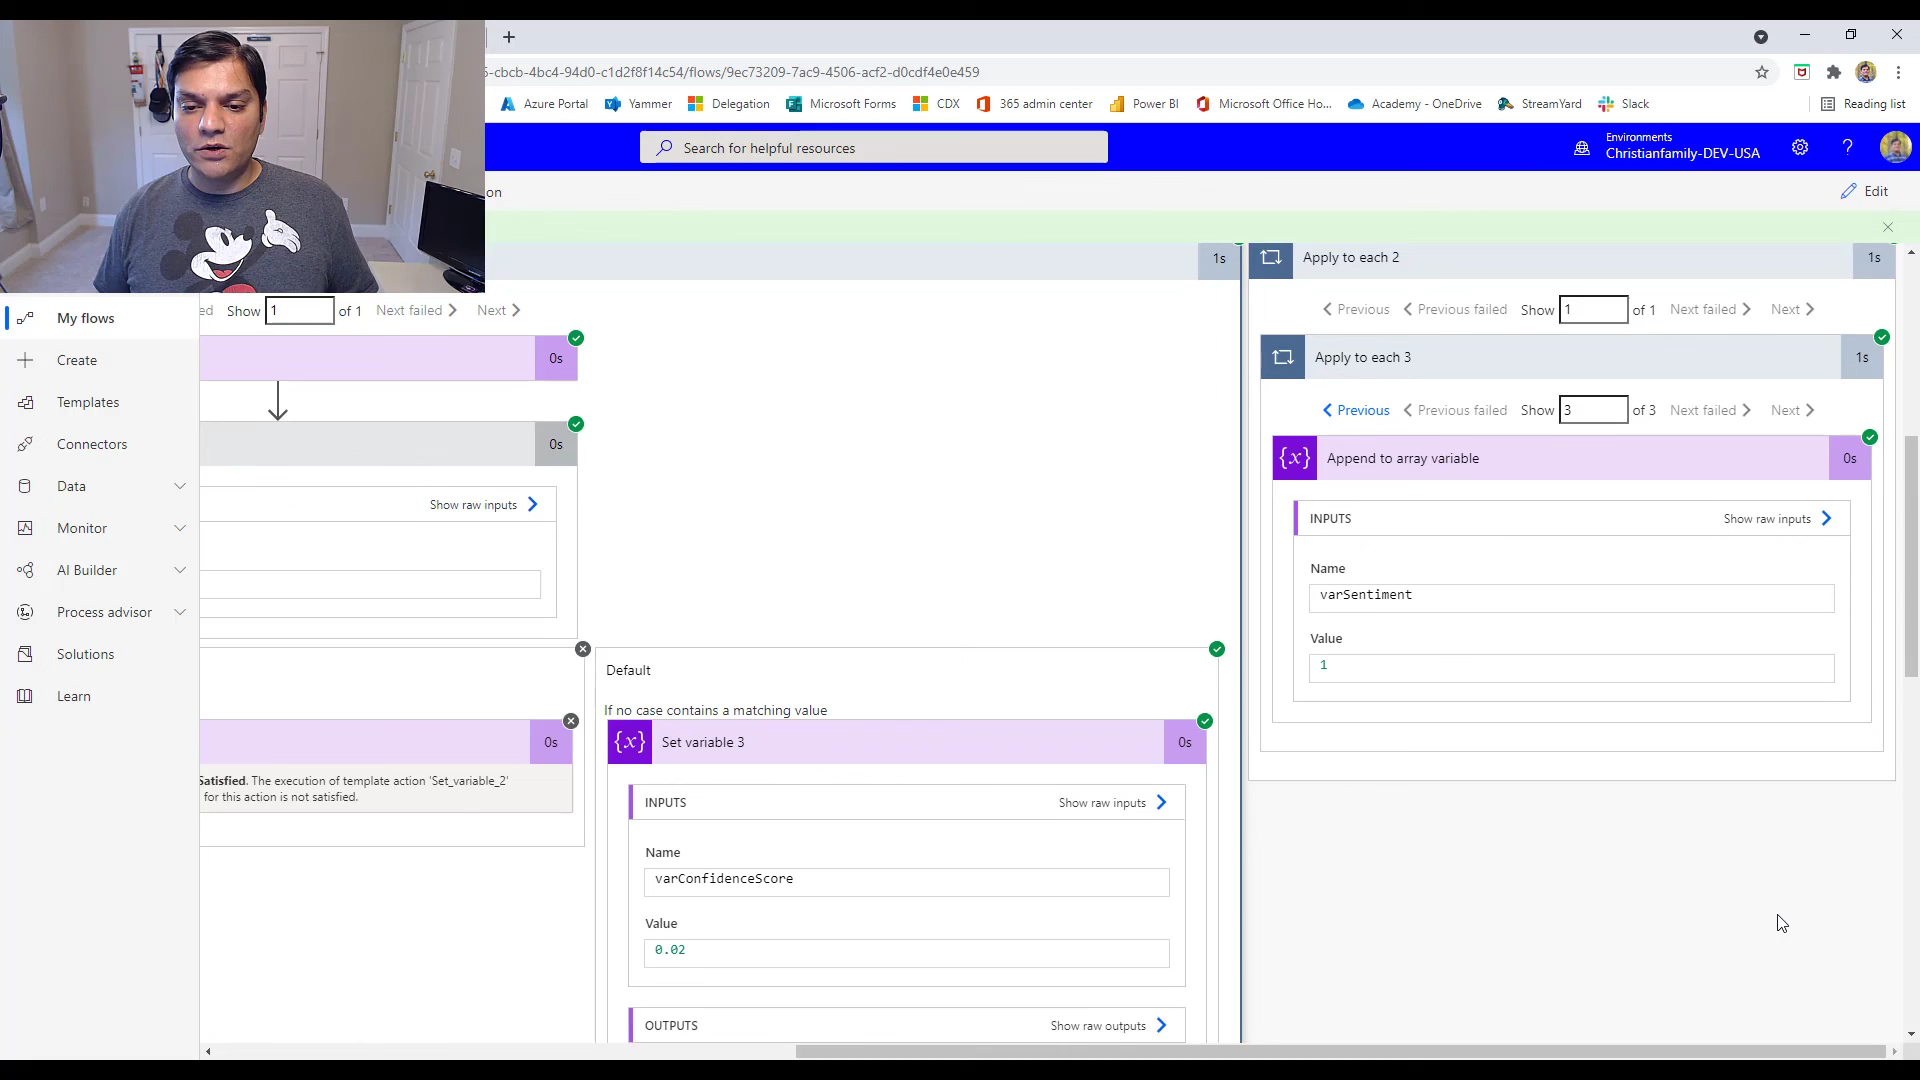 5-cbcb-4bc4-94d0-c1d2f8f14c54/flows/9ec73209-7ac9-4506-acf2-d0cdf4e0e459
Azure Portal
Yammer
Delegation
Microsoft Forms
CDX
365 admin center
Power BI
Microsoft Office Ho...
Academy - OneDrive
StreamYard
Slack
Reading list
Search for helpful resources
Environments
Christianfamily-DEV-USA
on
Edit
1s
Apply to each 2
1s
ed Show 1 of 1 Next failed Next
Previous Previous failed Show 1 of 1 Next failed Next
My flows
Create
Templates
Connectors
Data
Monitor
AI Builder
Process advisor
Solutions
Learn
0s
0s
Show raw inputs
Satisfied. The execution of template action 'Set_variable_2'
for this action is not satisfied.
0s
Default
If no case contains a matching value
{x} Set variable 3
0s
INPUTS
Show raw inputs
Name
varConfidenceScore
Value
0.02
OUTPUTS
Show raw outputs
Apply to each 3
1s
Previous Previous failed Show 3 of 3 Next failed Next
{x} Append to array variable
0s
INPUTS
Show raw inputs
Name
varSentiment
Value
1